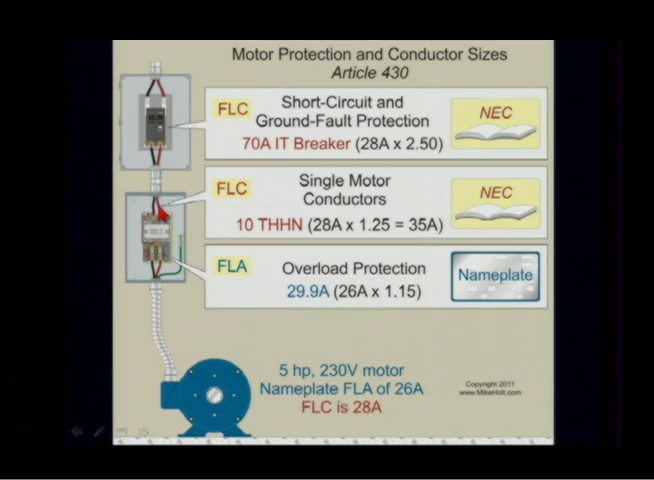 Motor Protection and Conductor Sizes
Article 430
FLC
Short-Circuit and
Ground-Fault Protection
70A IT Breaker (28A x 2.50)
NEC
FLC
Single Motor
Conductors
10 THHN (28A x 1.25 = 35A)
NEC
FLA
Overload Protection
29.9A (26A x 1.15)
Nameplate
5 hp, 230V motor
Nameplate FLA of 26A
FLC is 28A
Copyright 2011
www.MikeHolt.com